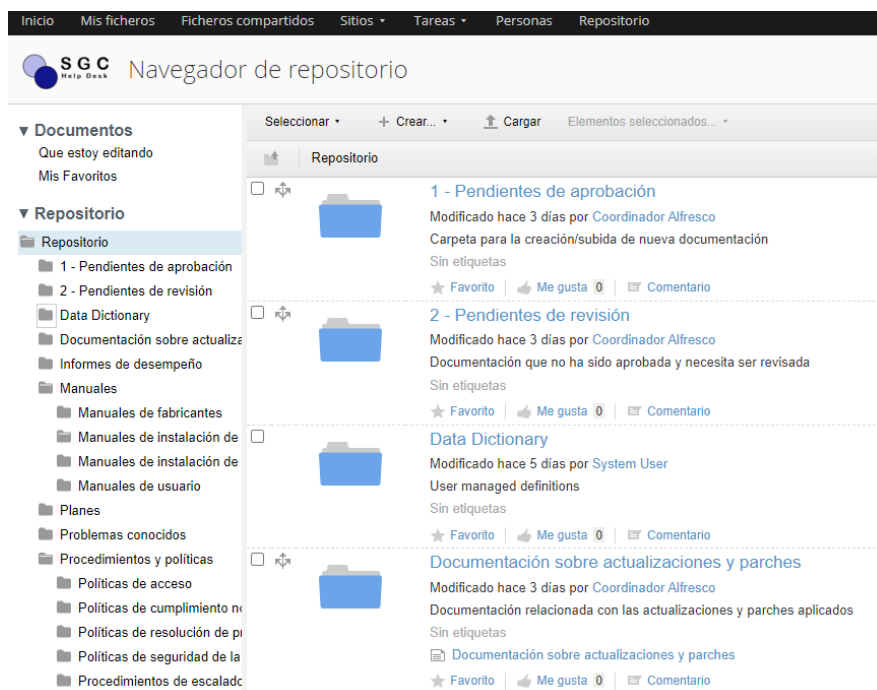 Inicio Mis ficheros Ficheros compartidos Sitios Tareas Personas Repositorio
SGC
Help Desk
Navegador de repositorio
Documentos
Que estoy editando
Mis Favoritos
Repositorio
Repositorio
1 - Pendientes de aprobación
2 - Pendientes de revisión
Data Dictionary
Documentación sobre actualiza
Informes de desempeño
Manuales
Manuales de fabricantes
Manuales de instalación de
Manuales de instalación de
Manuales de usuario
Planes
Problemas conocidos
Procedimientos y políticas
Políticas de acceso
Políticas de cumplimiento no
Políticas de resolución de
Políticas de seguridad de la
Procedimientos de escalado
Seleccionar + Crear... Cargar Elementos seleccionados...
Repositorio
1 - Pendientes de aprobación
Modificado hace 3 días por Coordinador Alfresco
Carpeta para la creación/subida de nueva documentación
Sin etiquetas
Favorito Me gusta 0 Comentario
2 - Pendientes de revisión
Modificado hace 3 días por Coordinador Alfresco
Documentación que no ha sido aprobada y necesita ser revisada
Sin etiquetas
Favorito Me gusta 0 Comentario
Data Dictionary
Modificado hace 5 días por System User
User managed definitions
Sin etiquetas
Favorito Me gusta 0 Comentario
Documentación sobre actualizaciones y parches
Modificado hace 3 días por Coordinador Alfresco
Documentación relacionada con las actualizaciones y parches aplicados
Sin etiquetas
Documentación sobre actualizaciones y parches
Favorito Me gusta 0 Comentario